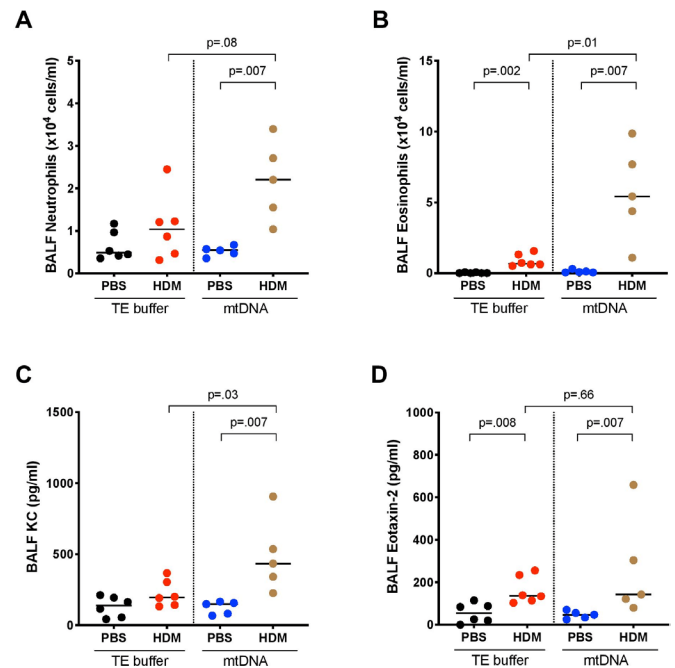 A
p=.08
p=.007
BALF Neutrophils (x10⁴ cells/ml)
5
4
3
2
1
0
PBS HDM PBS HDM
TE buffer mtDNA
B
p=.01
p=.002 p=.007
BALF Eosinophils (x10⁴ cells/ml)
15
10
5
0
PBS HDM PBS HDM
TE buffer mtDNA
C
p=.03
p=.007
BALF KC (pg/ml)
1500
1000
500
0
PBS HDM PBS HDM
TE buffer mtDNA
D
p=.66
p=.008 p=.007
BALF Eotaxin-2 (pg/ml)
1000
800
600
400
200
0
PBS HDM PBS HDM
TE buffer mtDNA